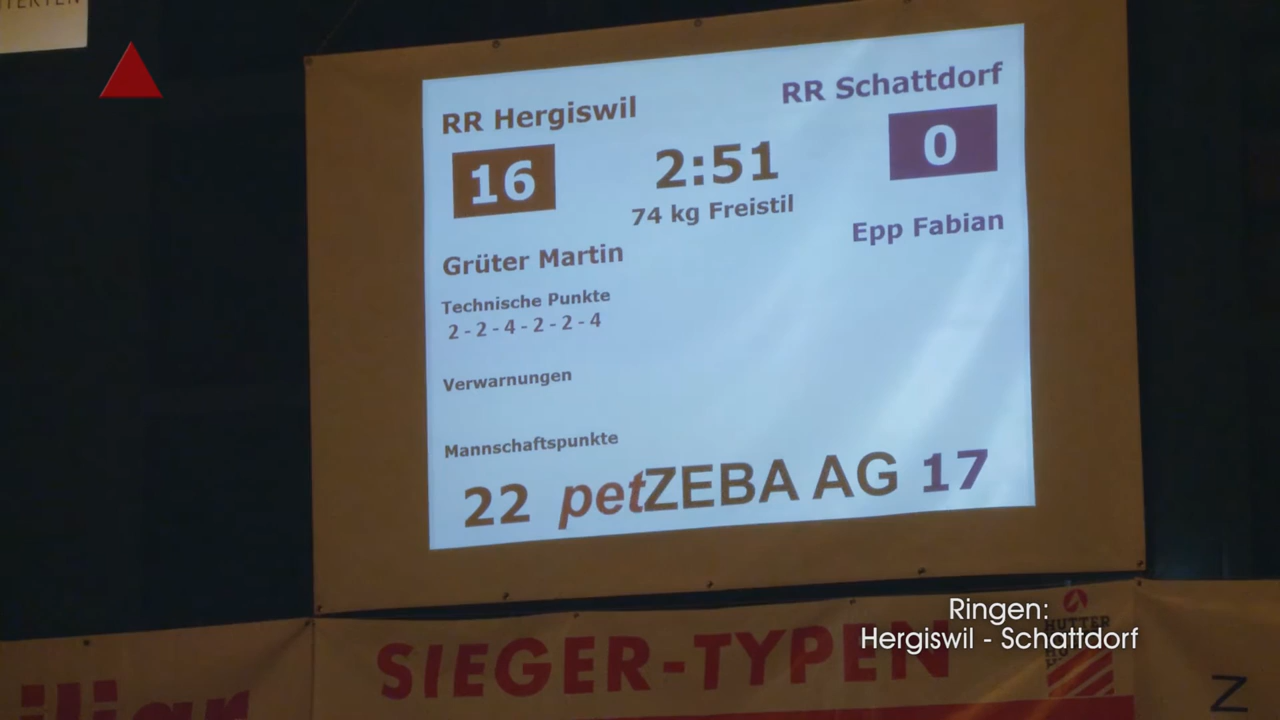 RR Hergiswil
RR Schattdorf
16
2:51
0
74 kg Freistil
Grüter Martin
Epp Fabian
Technische Punkte
2 - 2 - 4 - 2 - 2 - 4
Verwarnungen
Mannschaftspunkte
22 petZEBA AG 17
Ringen:
Hergiswil - Schattdorf
SIEGER-TYPEN
HUTTER
Z